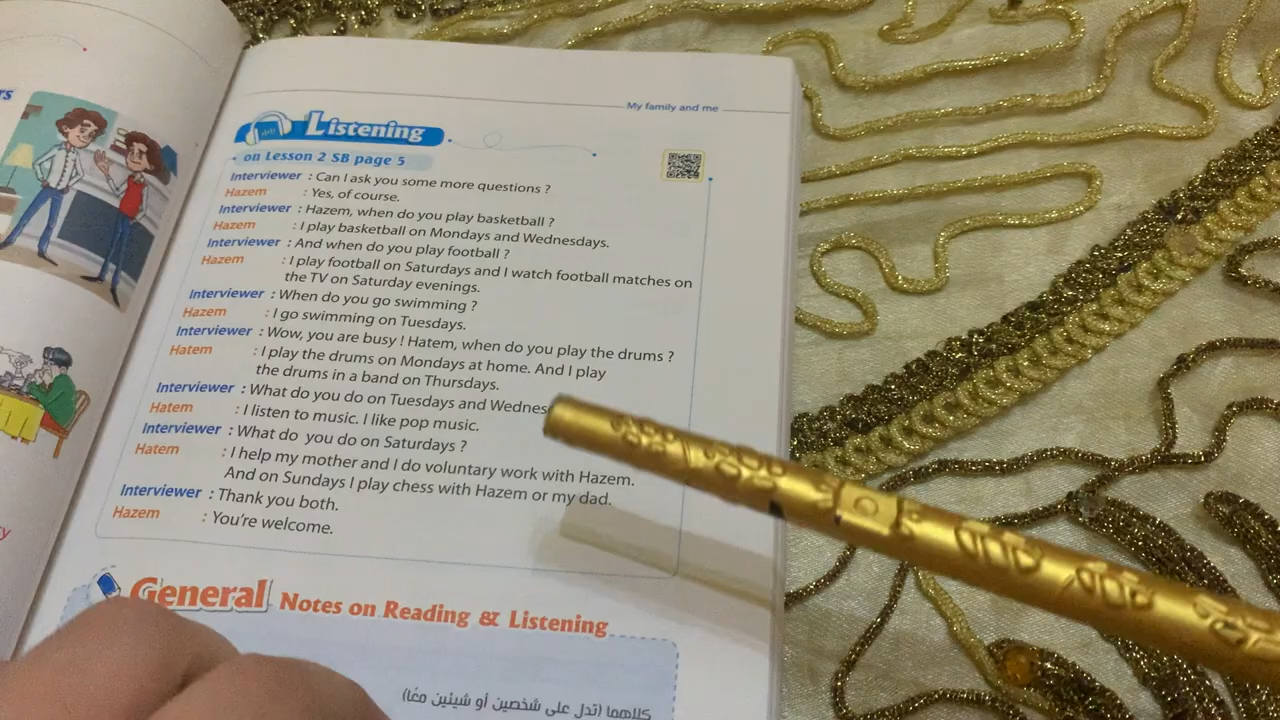 rs
My family and me
Listening
on Lesson 2 SB page 5
Interviewer : Can I ask you some more questions ?
Hazem : Yes, of course.
Interviewer : Hazem, when do you play basketball ?
Hazem : I play basketball on Mondays and Wednesdays.
Interviewer : And when do you play football ?
Hazem : I play football on Saturdays and I watch football matches on
the TV on Saturday evenings.
Interviewer : When do you go swimming ?
Hazem : I go swimming on Tuesdays.
Interviewer : Wow, you are busy ! Hatem, when do you play the drums ?
Hatem : I play the drums on Mondays at home. And I play
the drums in a band on Thursdays.
Interviewer : What do you do on Tuesdays and Wednes
Hatem : I listen to music. I like pop music.
Interviewer : What do you do on Saturdays ?
Hatem : I help my mother and I do voluntary work with Hazem.
And on Sundays I play chess with Hazem or my dad.
Interviewer : Thank you both.
Hazem : You're welcome.
General Notes on Reading & Listening
كلاهما (تدل على شخصين أو شيئين معًا)